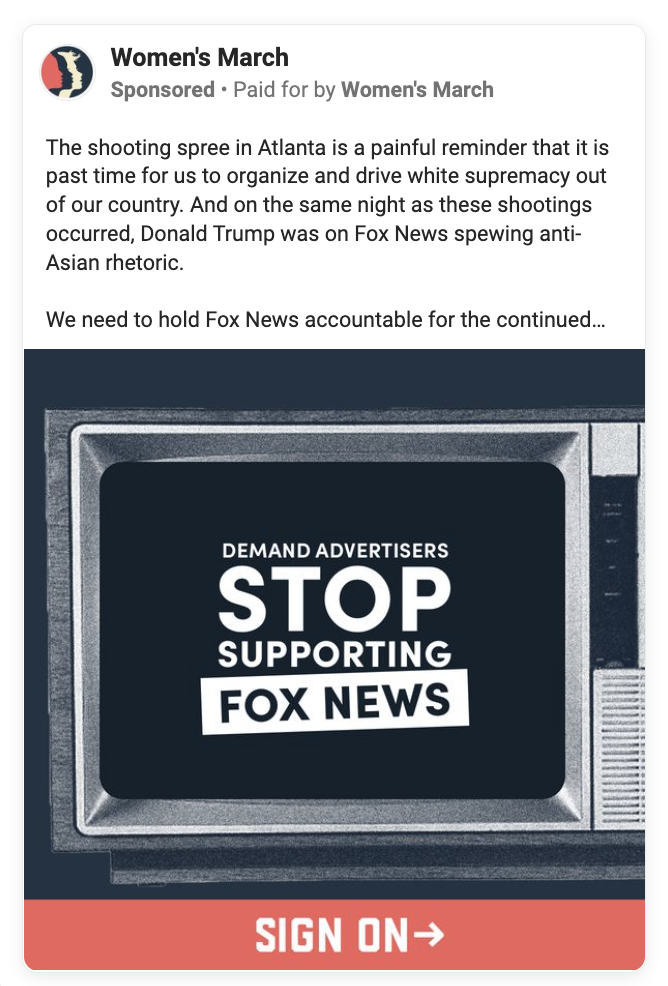 Women's March
Sponsored • Paid for by Women's March
The shooting spree in Atlanta is a painful reminder that it is
past time for us to organize and drive white supremacy out
of our country. And on the same night as these shootings
occurred, Donald Trump was on Fox News spewing anti-
Asian rhetoric.
We need to hold Fox News accountable for the continued...
DEMAND ADVERTISERS
STOP
SUPPORTING
FOX NEWS
SIGN ON→